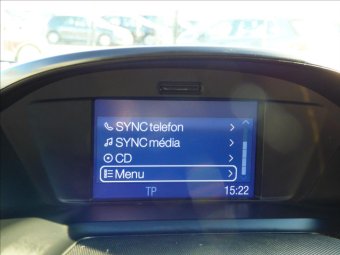 SYNC telefon
SYNC média
CD
Menu
TP 15:22